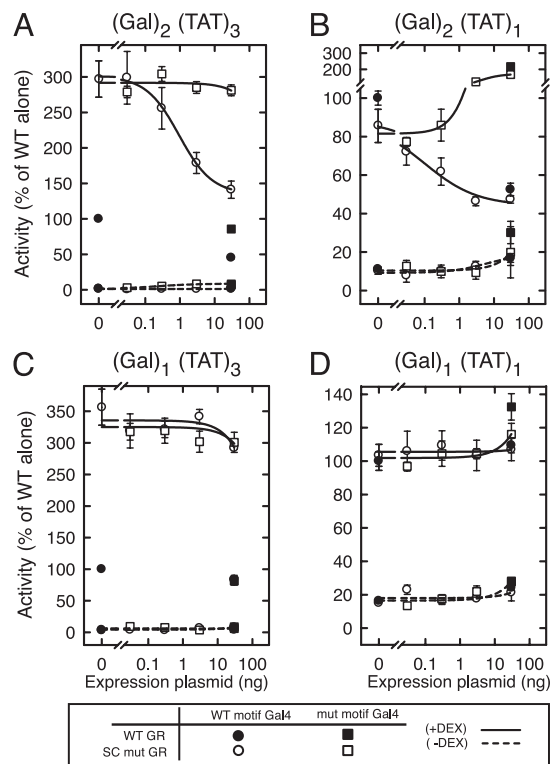 A
(Gal)2 (TAT)3
Activity (% of WT alone)
350
300
250
200
150
100
50
0
0
0.1
1
10
100
B
(Gal)2 (TAT)1
300
200
100
80
60
40
20
0
0
0.1
1
10
100
ng
C
(Gal)1 (TAT)3
Activity (% of WT alone)
350
300
250
200
150
100
50
0
0
0.1
1
10
100
Expression plasmid (ng)
D
(Gal)1 (TAT)1
140
120
100
80
60
40
20
0
0
0.1
1
10
100
Expression plasmid (ng)
WT motif Gal4
mut motif Gal4
WT GR
SC mut GR
(+DEX)
(-DEX)